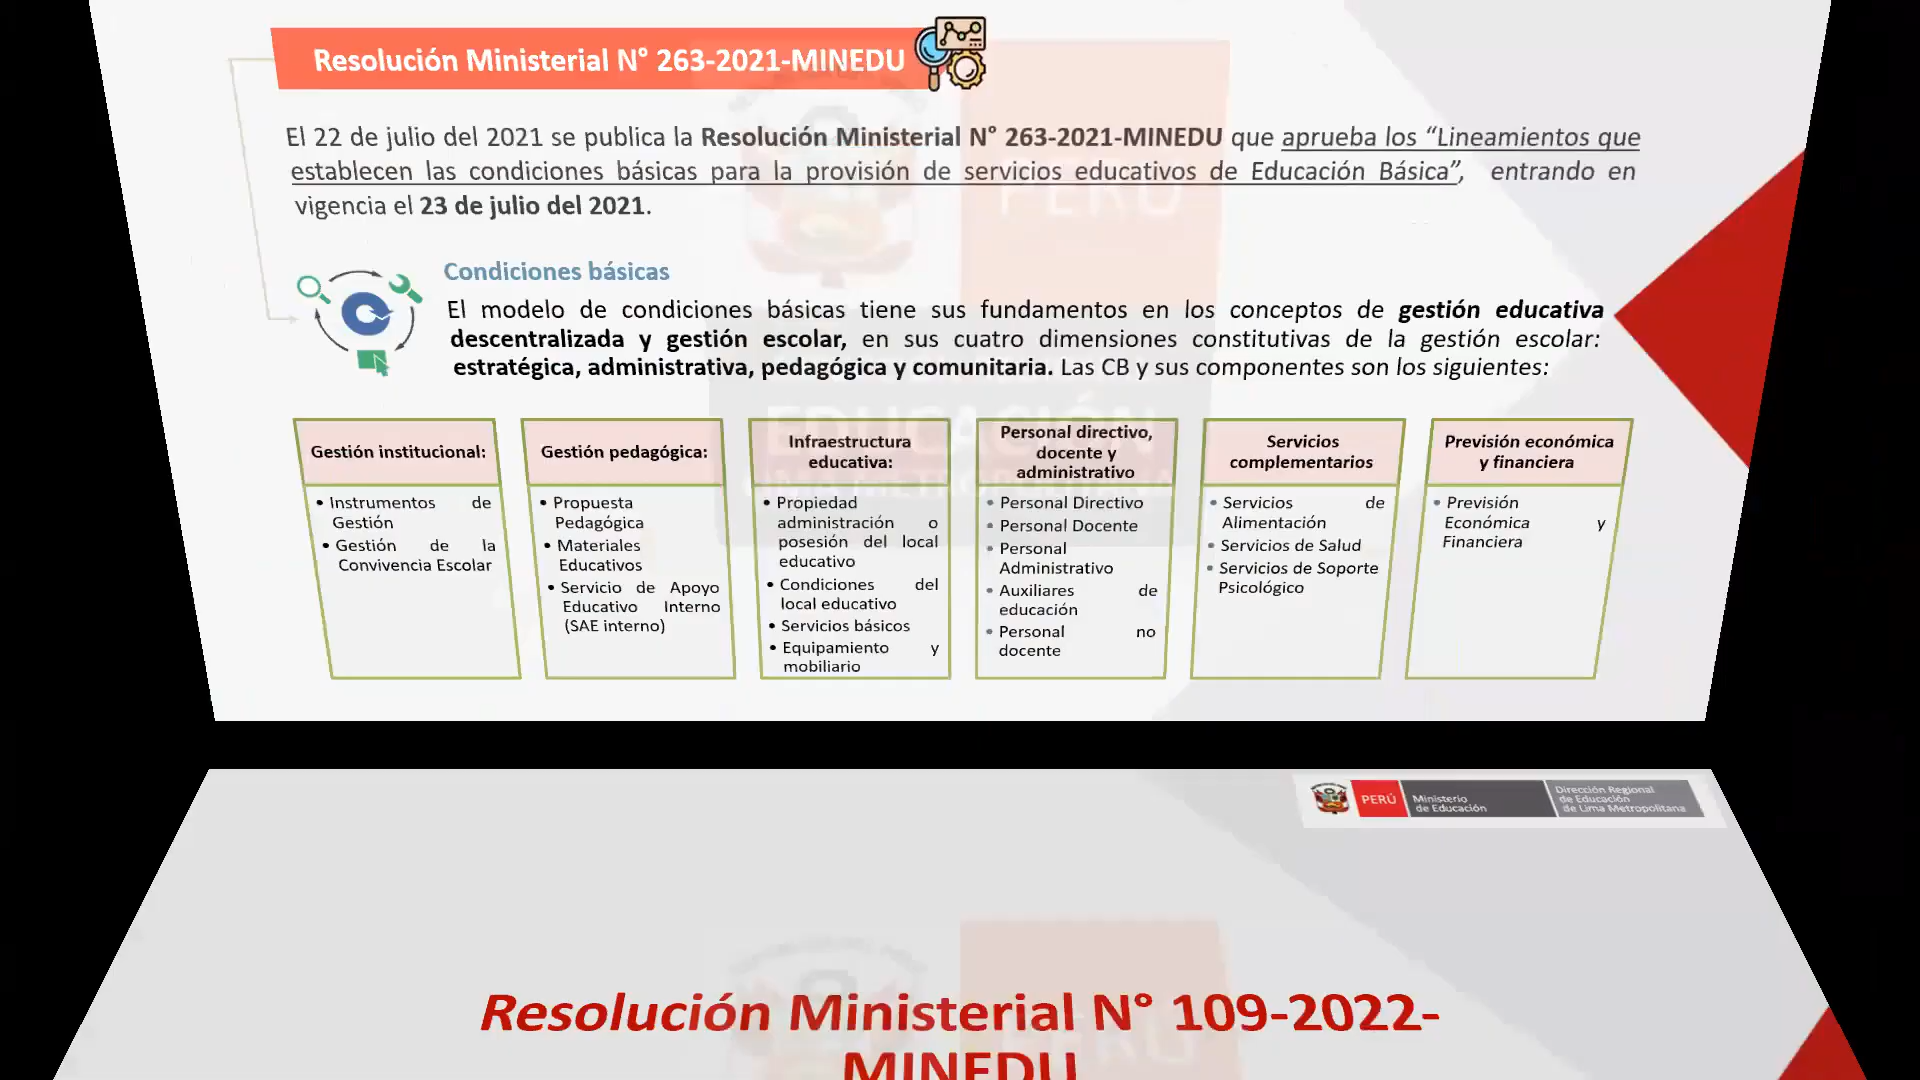 Resolución Ministerial N° 263-2021-MINEDU
El 22 de julio del 2021 se publica la Resolución Ministerial N° 263-2021-MINEDU que aprueba los “Lineamientos que
establecen las condiciones básicas para la provisión de servicios educativos de Educación Básica”, entrando en
vigencia el 23 de julio del 2021.
Condiciones básicas
El modelo de condiciones básicas tiene sus fundamentos en los conceptos de gestión educativa
descentralizada y gestión escolar, en sus cuatro dimensiones constitutivas de la gestión escolar:
estratégica, administrativa, pedagógica y comunitaria. Las CB y sus componentes son los siguientes:
Gestión institucional:
• Instrumentos de
Gestión
• Gestión de la
Convivencia Escolar
Gestión pedagógica:
• Propuesta
Pedagógica
• Materiales
Educativos
• Servicio de Apoyo
Educativo Interno
(SAE interno)
Infraestructura
educativa:
• Propiedad
administración o
posesión del local
educativo
• Condiciones del
local educativo
• Servicios básicos
• Equipamiento y
mobiliario
Personal directivo,
docente y
administrativo
• Personal Directivo
• Personal Docente
• Personal
Administrativo
• Auxiliares de
educación
• Personal no
docente
Servicios
complementarios
• Servicios de
Alimentación
• Servicios de Salud
• Servicios de Soporte
Psicológico
Previsión económica
y financiera
• Previsión
Económica y
Financiera
PERÚ
EDUCACIÓN
PERÚ
Ministerio
de Educación
Dirección Regional
de Educación
de Lima Metropolitana
Resolución Ministerial N° 109-2022-
MINEDU